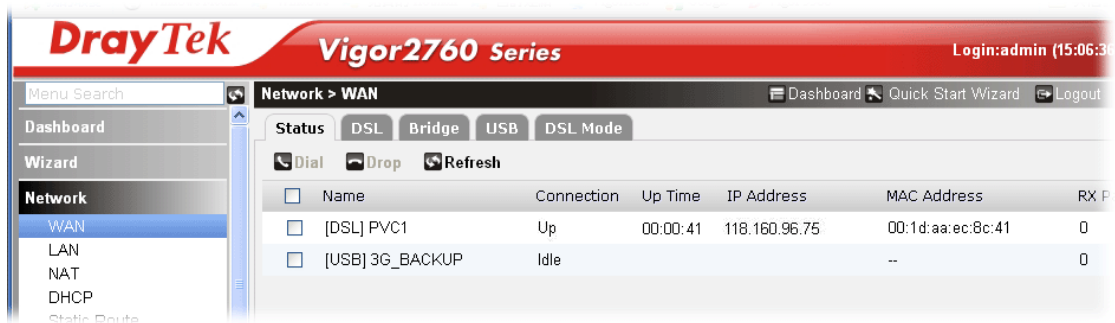 DrayTek
Vigor2760 Series
Login:admin (15:06:36
Menu Search
Network > WAN
Dashboard Quick Start Wizard Logout
Dashboard
Wizard
Network
WAN
LAN
NAT
DHCP
Static Route
Status DSL Bridge USB DSL Mode
Dial Drop Refresh
Name Connection Up Time IP Address MAC Address RX P
[DSL] PVC1 Up 00:00:41 118.160.96.75 00:1d:aa:ec:8c:41 0
[USB] 3G_BACKUP Idle -- 0